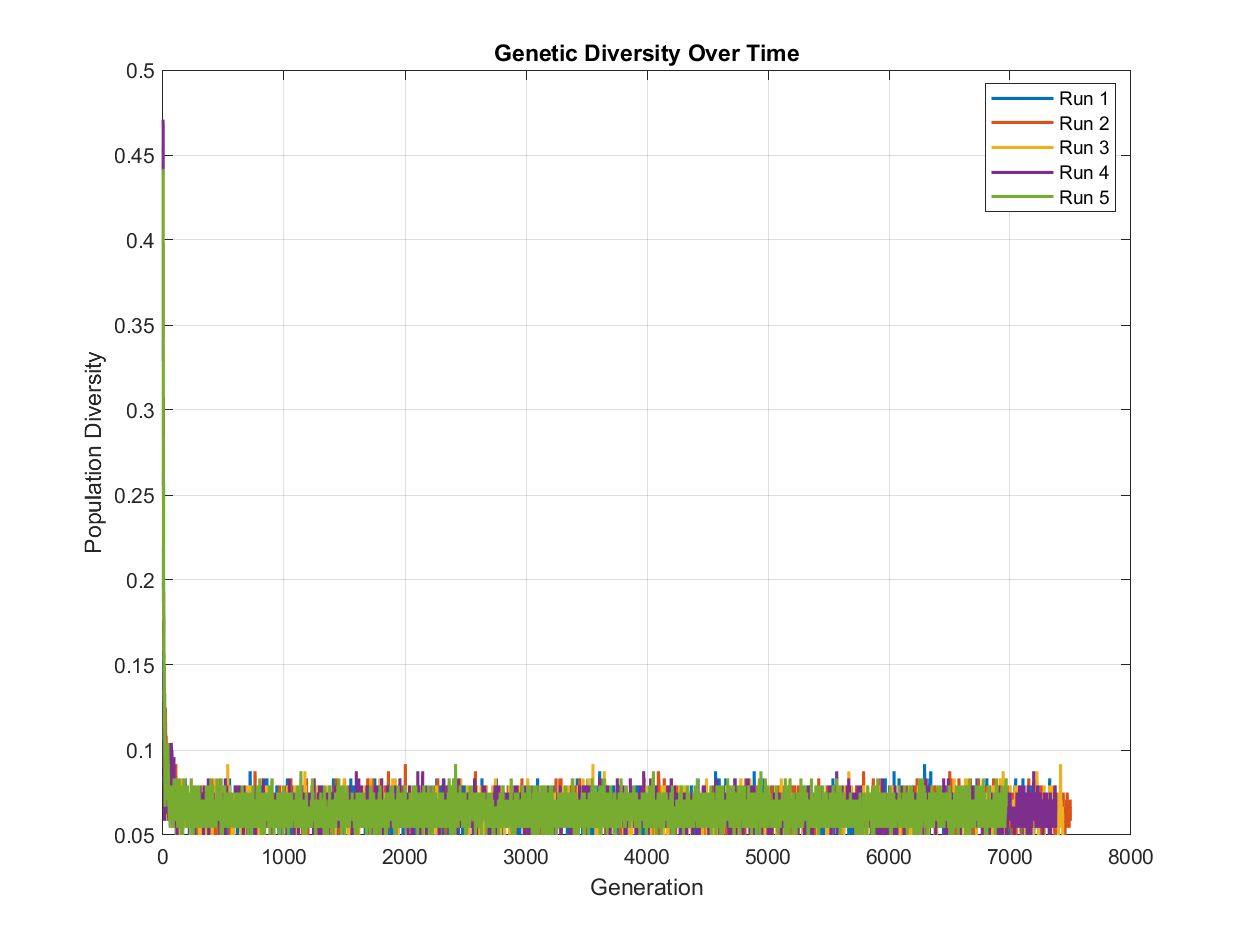 Genetic Diversity Over Time
0.5
0.45
0.4
0.35
0.3
0.25
0.2
0.15
0.1
0.05
Population Diversity
0 1000 2000 3000 4000 5000 6000 7000 8000
Generation
Run 1
Run 2
Run 3
Run 4
Run 5